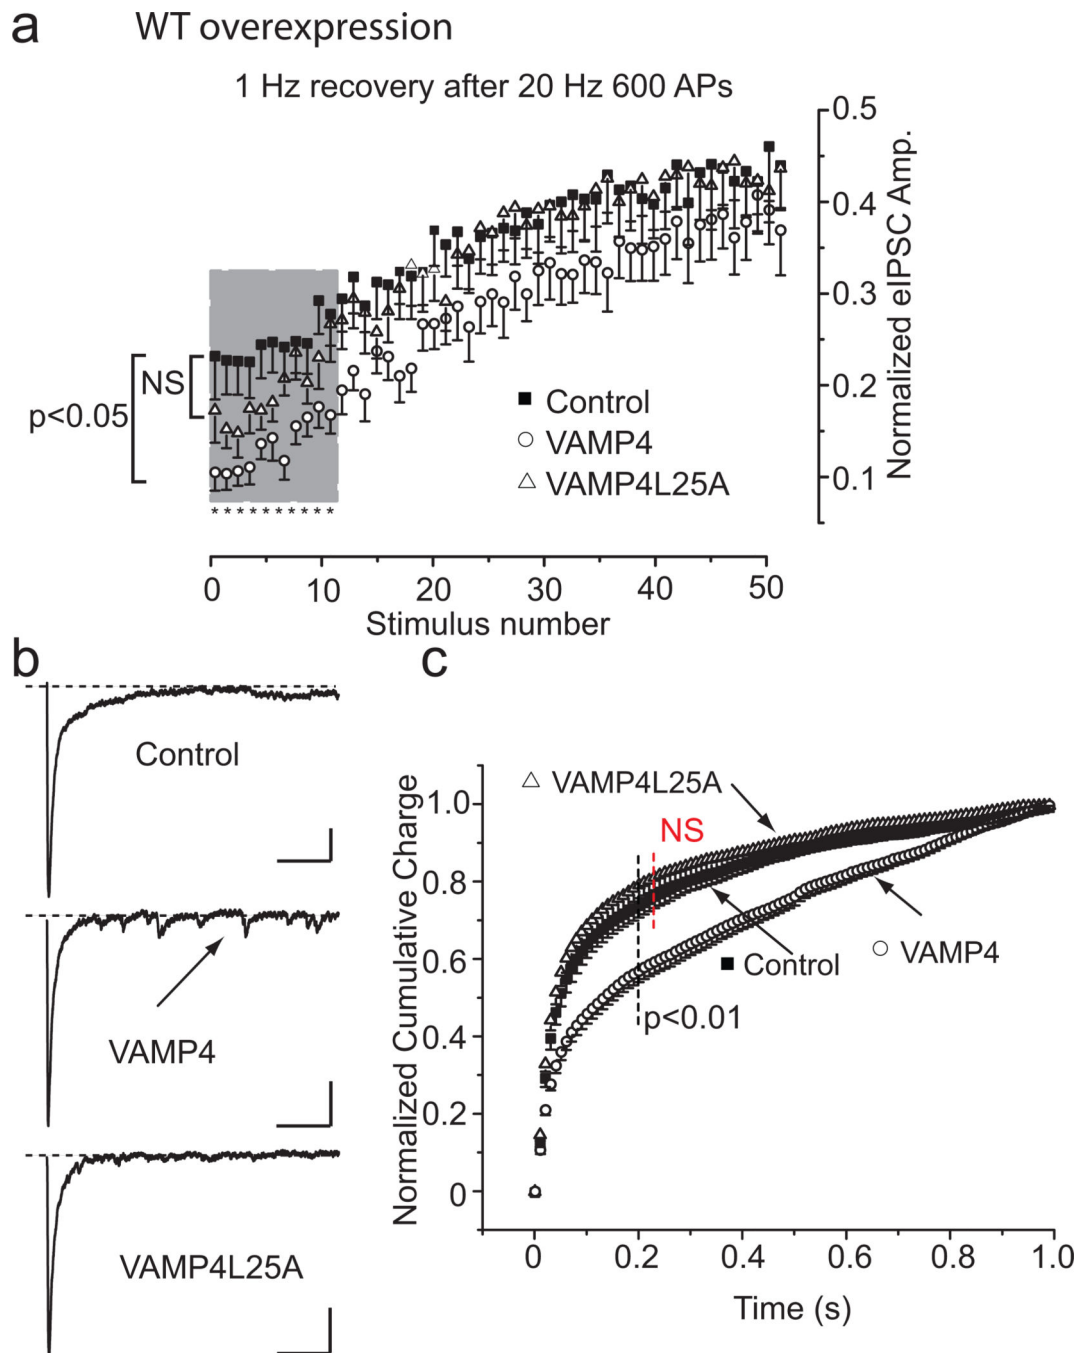 a WT overexpression
1 Hz recovery after 20 Hz 600 APs
0.5
0.4
0.3
0.2
0.1
Normalized eIPSC Amp.
NS
p<0.05
■ Control
○ VAMP4
△ VAMP4L25A
* * * * * * * * * *
0 10 20 30 40 50
Stimulus number
b
Control
VAMP4
VAMP4L25A
c
△ VAMP4L25A
NS
■ Control
○ VAMP4
p<0.01
Normalized Cumulative Charge
1.0
0.8
0.6
0.4
0.2
0
0 0.2 0.4 0.6 0.8 1.0
Time (s)